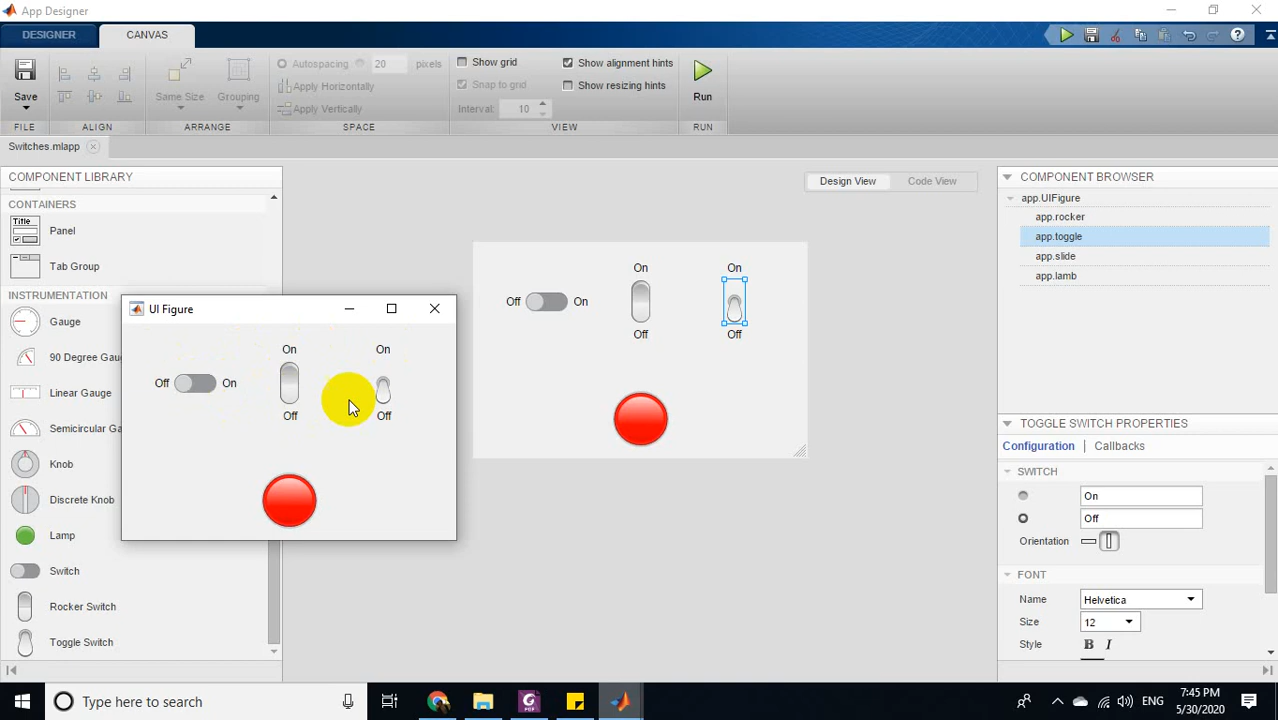 App Designer
DESIGNER
CANVAS
Save
FILE
ALIGN
Same Size
Grouping
ARRANGE
Autospacing
20
pixels
Apply Horizontally
Apply Vertically
SPACE
Show grid
Snap to grid
Interval:
10
Show alignment hints
Show resizing hints
VIEW
Run
RUN
Switches.mlapp
COMPONENT LIBRARY
CONTAINERS
Title
Panel
Tab Group
INSTRUMENTATION
Gauge
90 Degree Gau
Linear Gauge
Semicircular Ga
Knob
Discrete Knob
Lamp
Switch
Rocker Switch
Toggle Switch
UI Figure
On
On
Off
On
Off
Off
Design View
Code View
On
On
Off
On
Off
Off
COMPONENT BROWSER
app.UIFigure
app.rocker
app.toggle
app.slide
app.lamb
TOGGLE SWITCH PROPERTIES
Configuration
Callbacks
SWITCH
On
Off
Orientation
FONT
Name
Helvetica
Size
12
Style
B
I
Type here to search
PDF
ENG
7:45 PM
5/30/2020